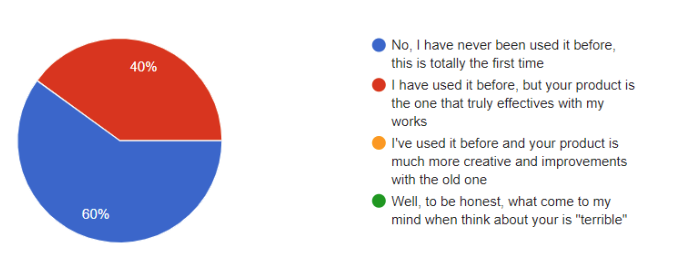 40%
60%
No, I have never been used it before,
this is totally the first time
I have used it before, but your product is
the one that truly effectives with my
works
I've used it before and your product is
much more creative and improvements
with the old one
Well, to be honest, what come to my
mind when think about your is "terrible"